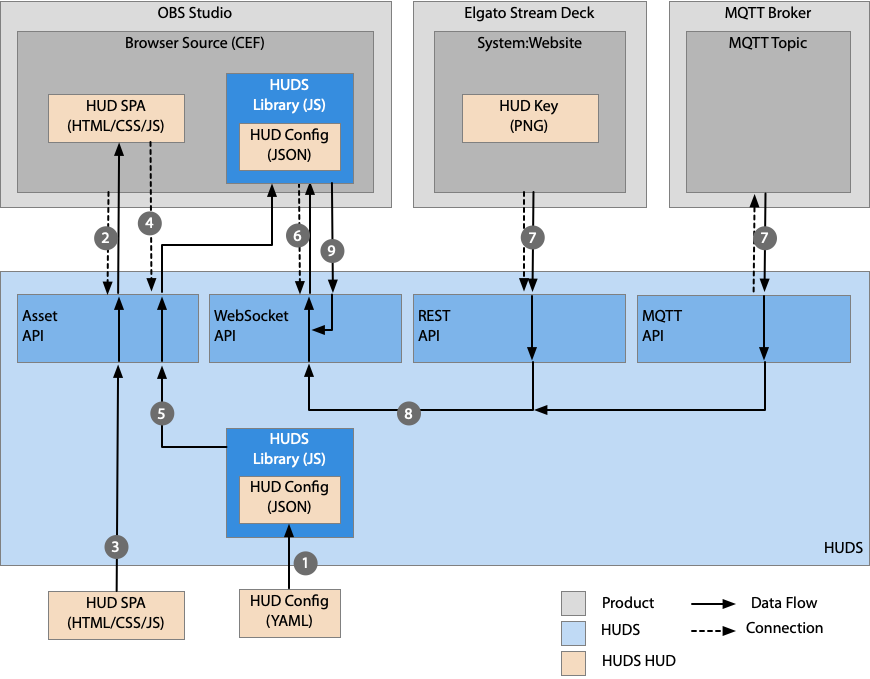 OBS Studio
Elgato Stream Deck
MQTT Broker
Browser Source (CEF)
System:Website
MQTT Topic
HUDS
Library (JS)
HUD SPA
(HTML/CSS/JS)
HUD Key
(PNG)
HUD Config
(JSON)
2
4
6
9
7
7
Asset
API
WebSocket
API
REST
API
MQTT
API
5
8
HUDS
Library (JS)
HUD Config
(JSON)
3
1
HUDS
HUD SPA
(HTML/CSS/JS)
HUD Config
(YAML)
Product
Data Flow
HUDS
Connection
HUDS HUD